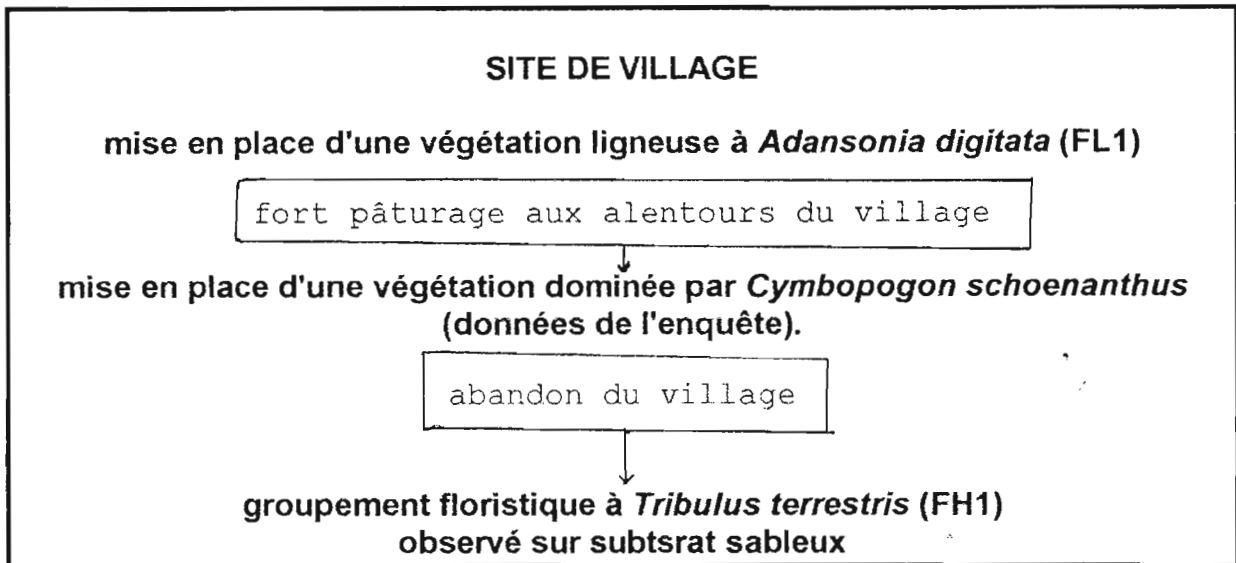 SITE DE VILLAGE
mise en place d'une végétation ligneuse à Adansonia digitata (FL1)
fort pâturage aux alentours du village
mise en place d'une végétation dominée par Cymbopogon schoenanthus
(données de l'enquête).
abandon du village
groupement floristique à Tribulus terrestris (FH1)
observé sur subtsrat sableux